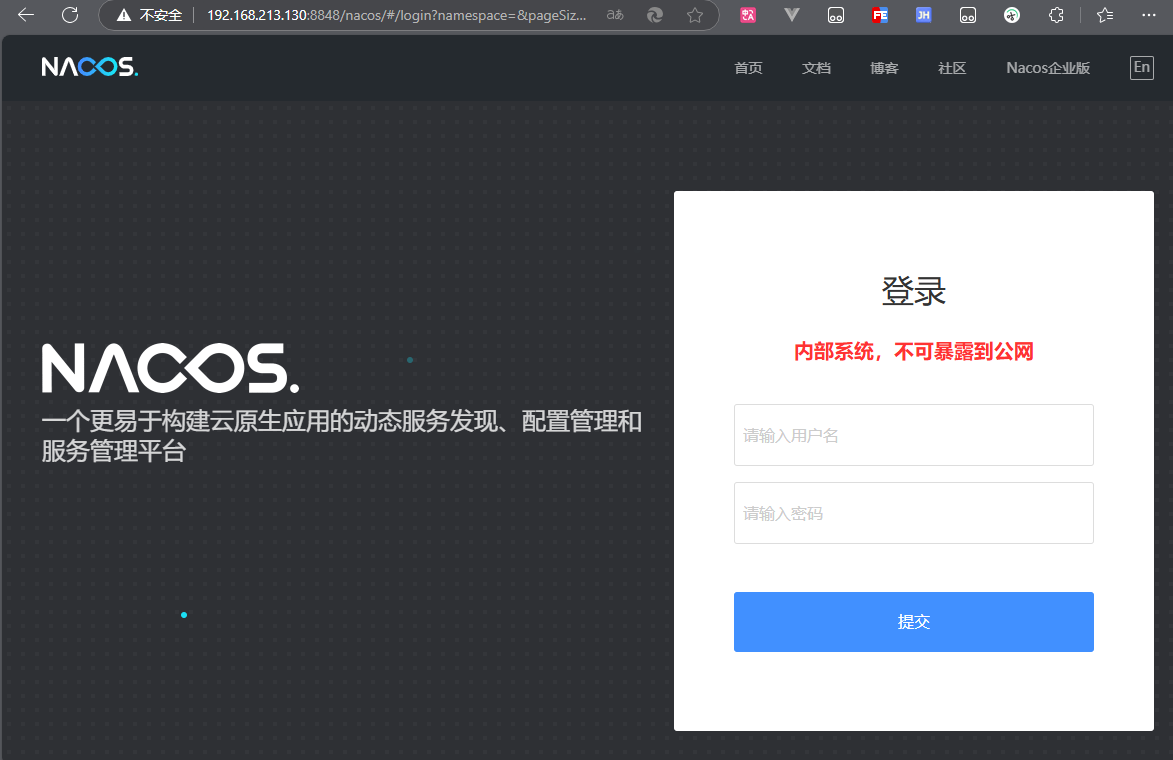 不安全 192.168.213.130:8848/nacos/#/login?namespace=&pageSiz...
NACOS.
首页 文档 博客 社区 Nacos企业版 En
登录
内部系统，不可暴露到公网
NACOS.
一个更易于构建云原生应用的动态服务发现、配置管理和
服务管理平台
请输入用户名
请输入密码
提交